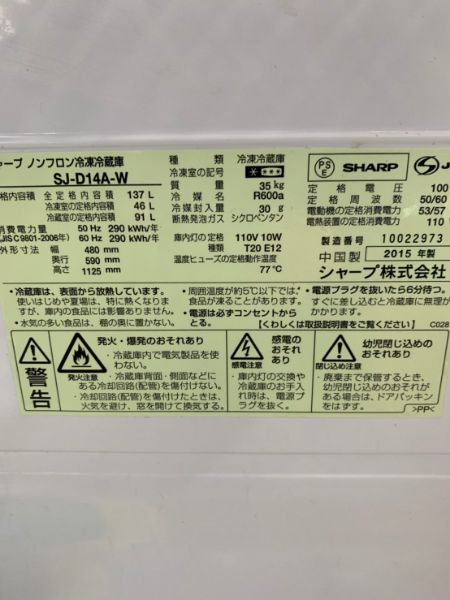 ャープ ノンフロン冷凍冷蔵庫
SJ-D14A-W
格内容積 全定格内容積 137 L
冷凍室の定格内容積 46 L
冷蔵室の定格内容積 91 L
消費電力量 50 Hz 290 kWh/年
JISC9801-2006年) 60 Hz 290 kWh/年
外形寸法 幅 480 mm
奥行 590 mm
高さ 1125 mm
種類 冷凍冷蔵庫
冷凍室の記号
質量 35kg
冷媒 R600a
冷媒封入量 30 g
断熱発泡ガス シクロペンタン
庫内灯の定格 110V 10W
種類 T20 E12
温度ヒューズの定格動作温度 77℃
PS E SHARP J
定格電圧 100
定格周波数 50/60
電動機の定格消費電力 53/57
電熱装置の定格消費電力 110
製造番号 10022973
中国製 2015 年製
シャープ株式会社
・冷蔵庫は、表面から放熱しています。
使いはじめや夏場は、特に熱く感じますが、庫内の食品には影響ありません。
・水気の多い食品は、棚の奥に置かない。
・周囲温度が約5℃以下では、
・電源は必ずコンセントから
とる。
・電源プラグを抜いたら6分待つ。
すぐに差し込むと冷蔵庫に無理が
かかります。
【くわしくは取扱説明書をご覧ください】 C028
警告
発火注意
発火・爆発のおそれあり
・冷蔵庫内で電気製品を使わない。
・冷蔵庫背面・側面などにある冷却回路(配管)を傷付けない。
・冷却回路(配管)を傷付けたときは、火気を避け、窓を開けて換気する。
感電注意
感電のおそれあり
・庫内灯の交換や冷蔵庫のお手入れ時は、電源プラグを抜く。
閉じ込め注意
幼児閉じ込めのおそれあり
・廃棄まで保管するときに、幼児閉じ込めのおそれがあるときは、ドアパッキンをはずす。
>PP<